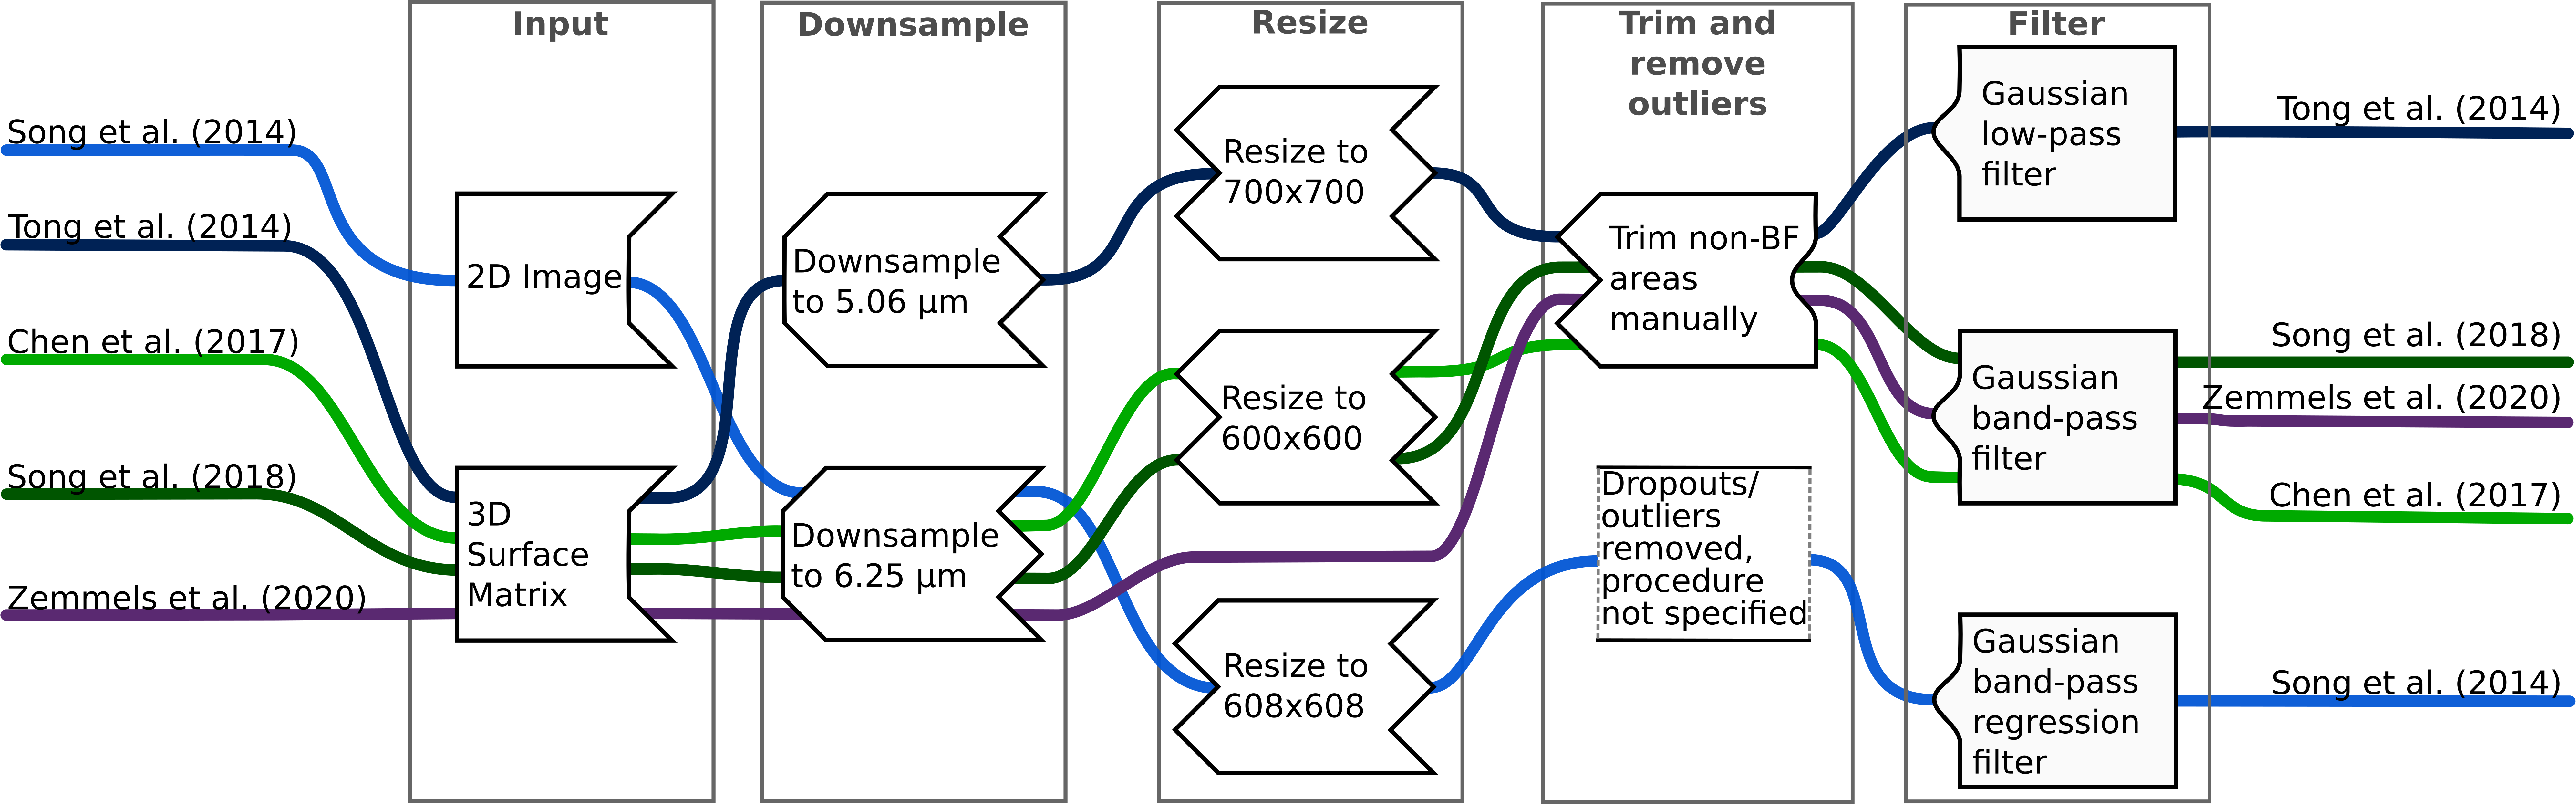 Input
Downsample
Resize
Trim and
remove
outliers
Filter
Song et al. (2014)
Tong et al. (2014)
Chen et al. (2017)
Song et al. (2018)
Zemmels et al. (2020)
2D Image
3D
Surface
Matrix
Downsample
to 5.06 µm
Downsample
to 6.25 µm
Resize to
700x700
Resize to
600x600
Resize to
608x608
Trim non-BF
areas
manually
Dropouts/
outliers
removed,
procedure
not specified
Gaussian
low-pass
filter
Gaussian
band-pass
filter
Gaussian
band-pass
regression
filter
Tong et al. (2014)
Song et al. (2018)
Zemmels et al. (2020)
Chen et al. (2017)
Song et al. (2014)